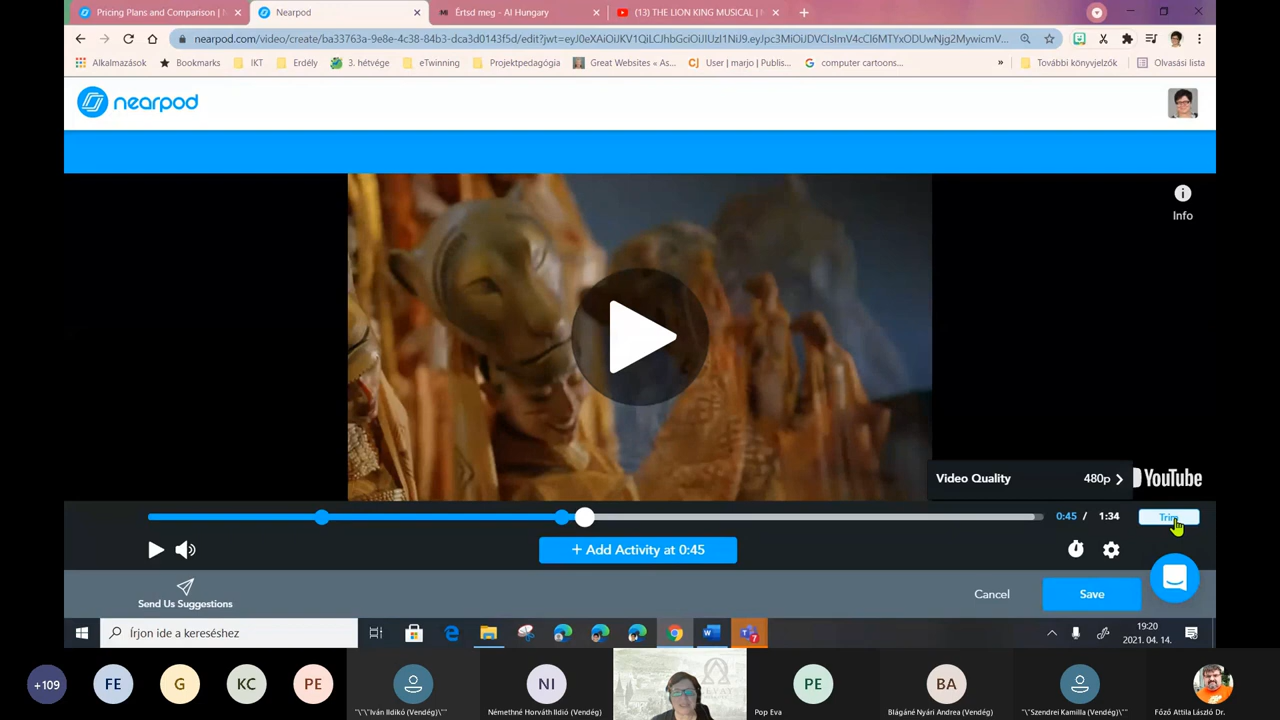 Pricing Plans and Comparison | N
Nearpod
Értsd meg - AI Hungary
(13) THE LION KING MUSICAL | N
nearpod.com/video/create/ba33763a-9e8e-4c38-84b3-dca3d0143f5d/edit?jwt=
Alkalmazások
Bookmarks
IKT
Erdély
3. hétvége
eTwinning
Projektpedagógia
Great Websites « As...
User | marjo | Publis...
computer cartoons...
»
További könyvjelzők
Olvasási lista
nearpod
Info
Video Quality 480p
YouTube
0:45 / 1:34
Trim
+ Add Activity at 0:45
Send Us Suggestions
Cancel
Save
Írjon ide a kereséshez
7
19:20
2021. 04. 14.
+109
FE
G
KC
PE
"\"\"Iván Ildikó (Vendég)\""
NI
Némethné Horváth Ildió (Vendég)
PE
Pop Eva
BA
Blágáné Nyári Andrea (Vendég)
"\"Szendrei Kamilla (Vendég)\""
Főző Attila László Dr.